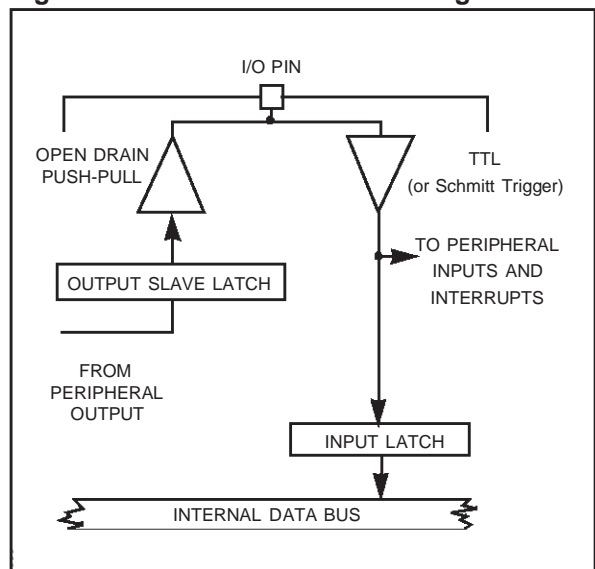 I/O PIN
OPEN DRAIN
PUSH-PULL
TTL
(or Schmitt Trigger)
TO PERIPHERAL
INPUTS AND
INTERRUPTS
OUTPUT SLAVE LATCH
FROM
PERIPHERAL
OUTPUT
INPUT LATCH
INTERNAL DATA BUS